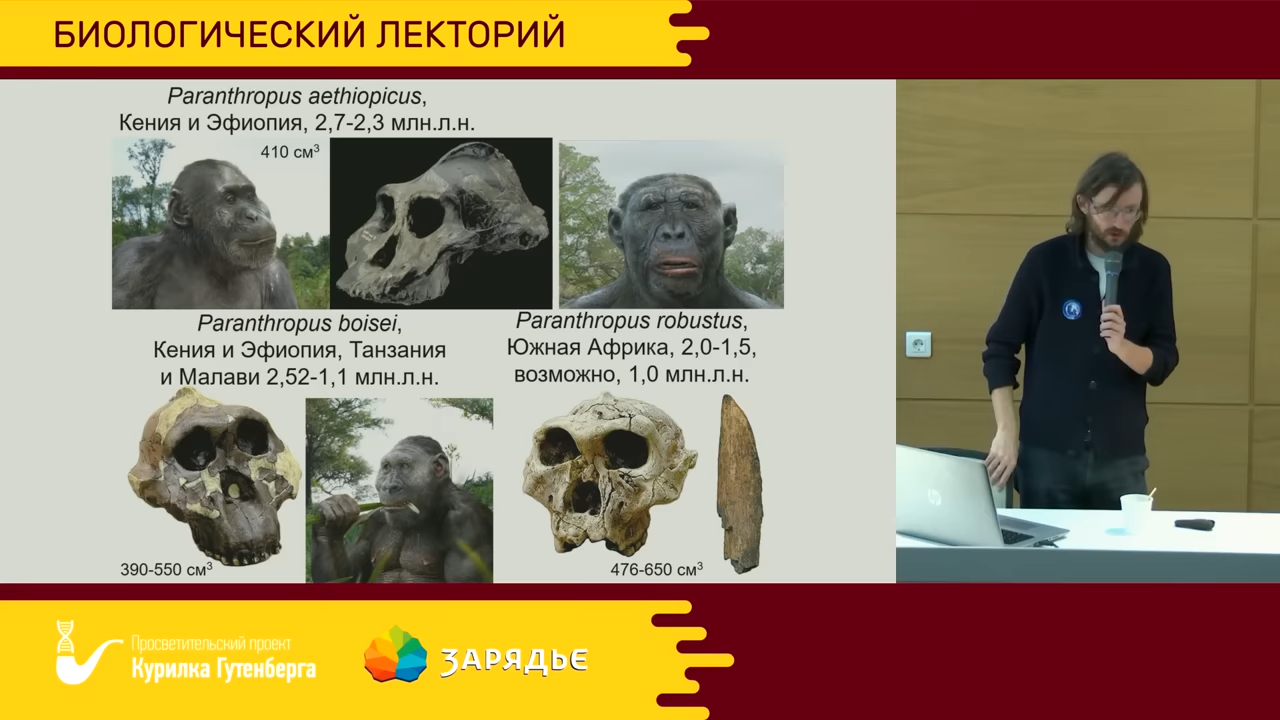 БИОЛОГИЧЕСКИЙ ЛЕКТОРИЙ
Paranthropus aethiopicus,
Кения и Эфиопия, 2,7-2,3 млн.л.н.
410 см³
Paranthropus boisei,
Кения и Эфиопия, Танзания
и Малави 2,52-1,1 млн.л.н.
390-550 см³
Paranthropus robustus,
Южная Африка, 2,0-1,5,
возможно, 1,0 млн.л.н.
476-650 см³
Просветительский проект
Курилка Гутенберга
ЗАРЯДЬЕ
hp